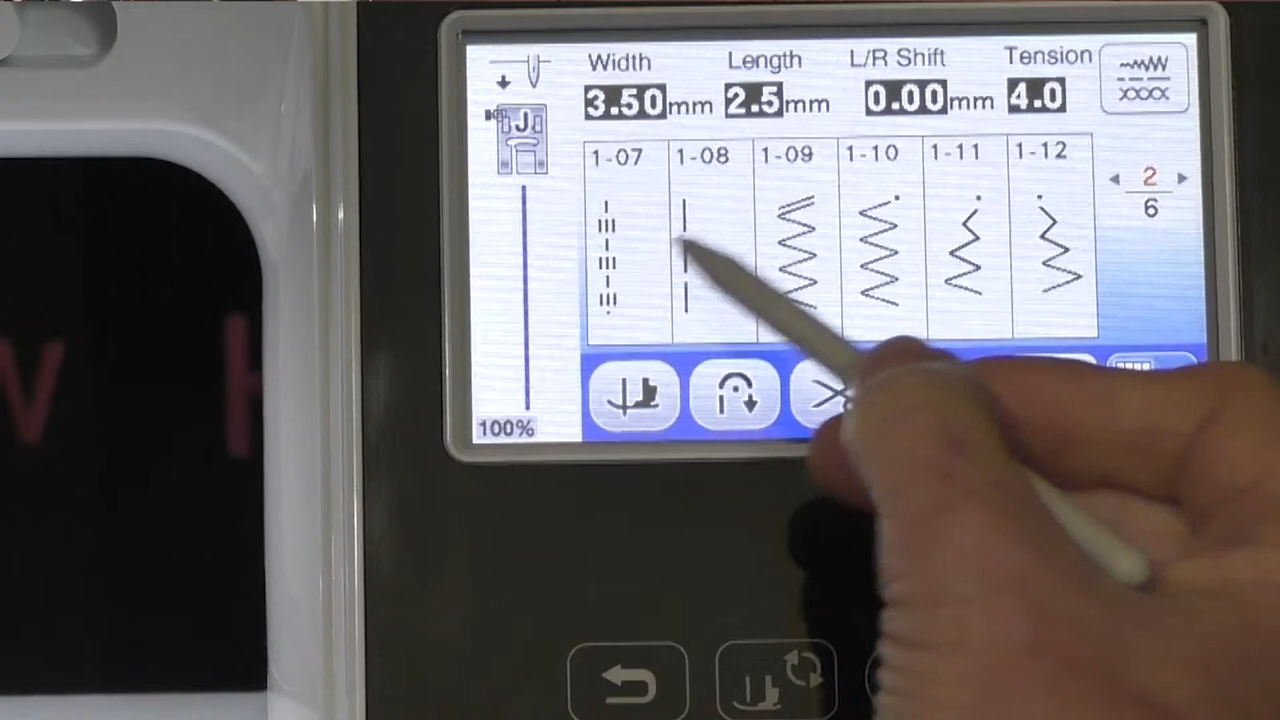 Width Length L/R Shift Tension
3.50mm 2.5mm 0.00mm 4.0
J
1-07 1-08 1-09 1-10 1-11 1-12
2
6
100%